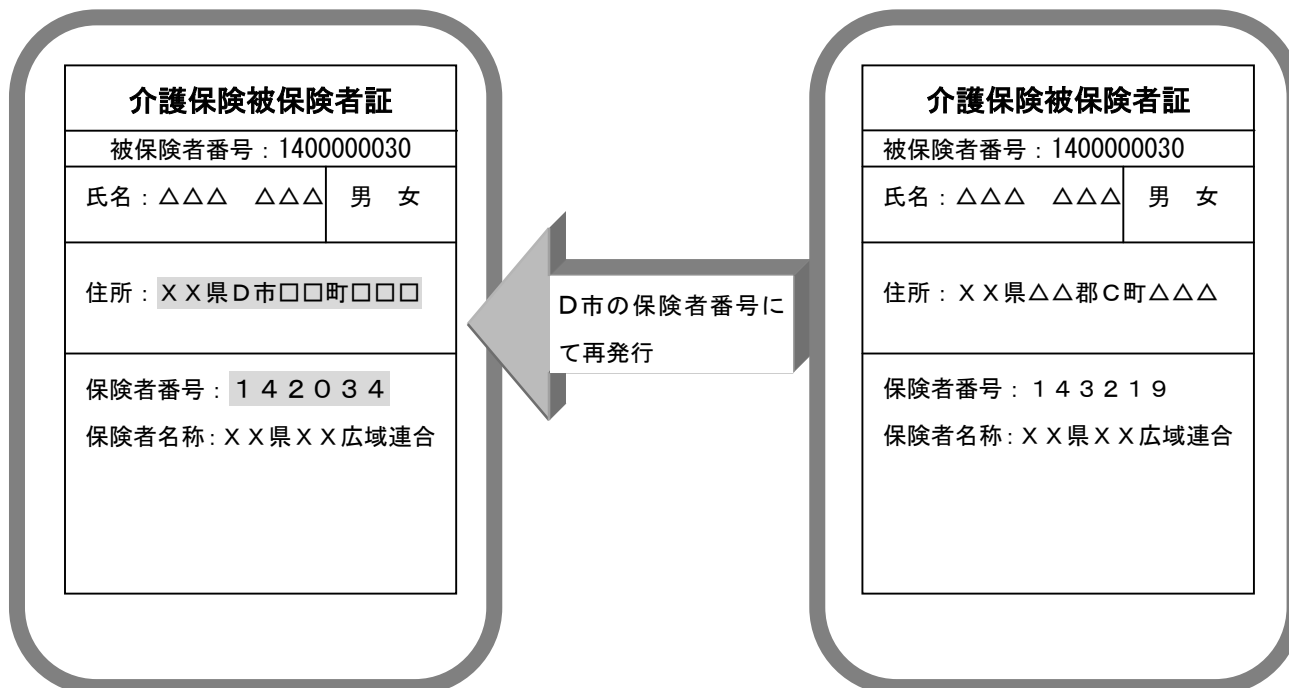 介護保険被保険者証
被保険者番号：1400000030
氏名：△△△　△△△　男　女
住所：ＸＸ県Ｄ市□□町□□□
保険者番号：１４２０３４
保険者名称：ＸＸ県ＸＸ広域連合
Ｄ市の保険者番号に
て再発行
介護保険被保険者証
被保険者番号：1400000030
氏名：△△△　△△△　男　女
住所：ＸＸ県△△郡Ｃ町△△△
保険者番号：１４３２１９
保険者名称：ＸＸ県ＸＸ広域連合